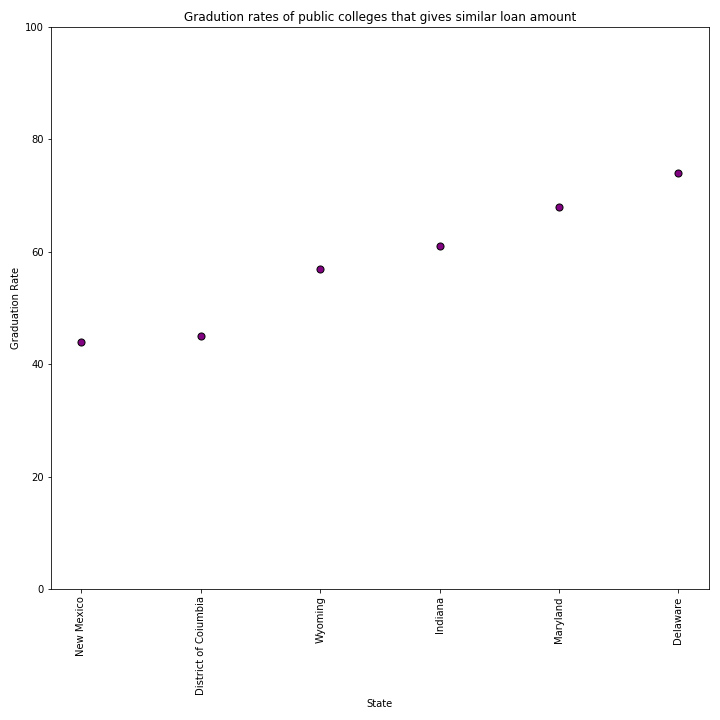 Gradution rates of public colleges that gives similar loan amount
100
80
60
40
20
0
Graduation Rate
New Mexico
District of Coiumbia
Wyoming
Indiana
Maryland
Delaware
State